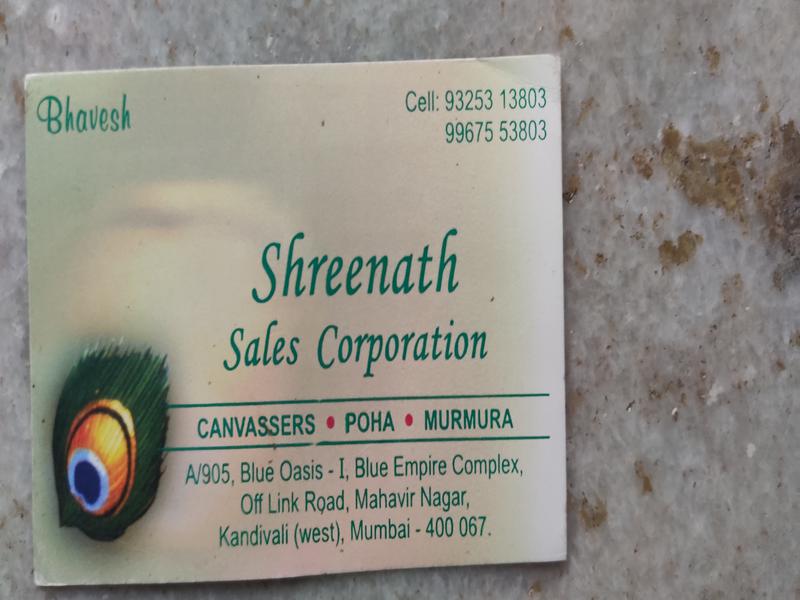 Bhavesh
Cell: 93253 13803
99675 53803
Shreenath
Sales Corporation
CANVASSERS • POHA • MURMURA
A/905, Blue Oasis - I, Blue Empire Complex,
Off Link Road, Mahavir Nagar,
Kandivali (west), Mumbai - 400 067.